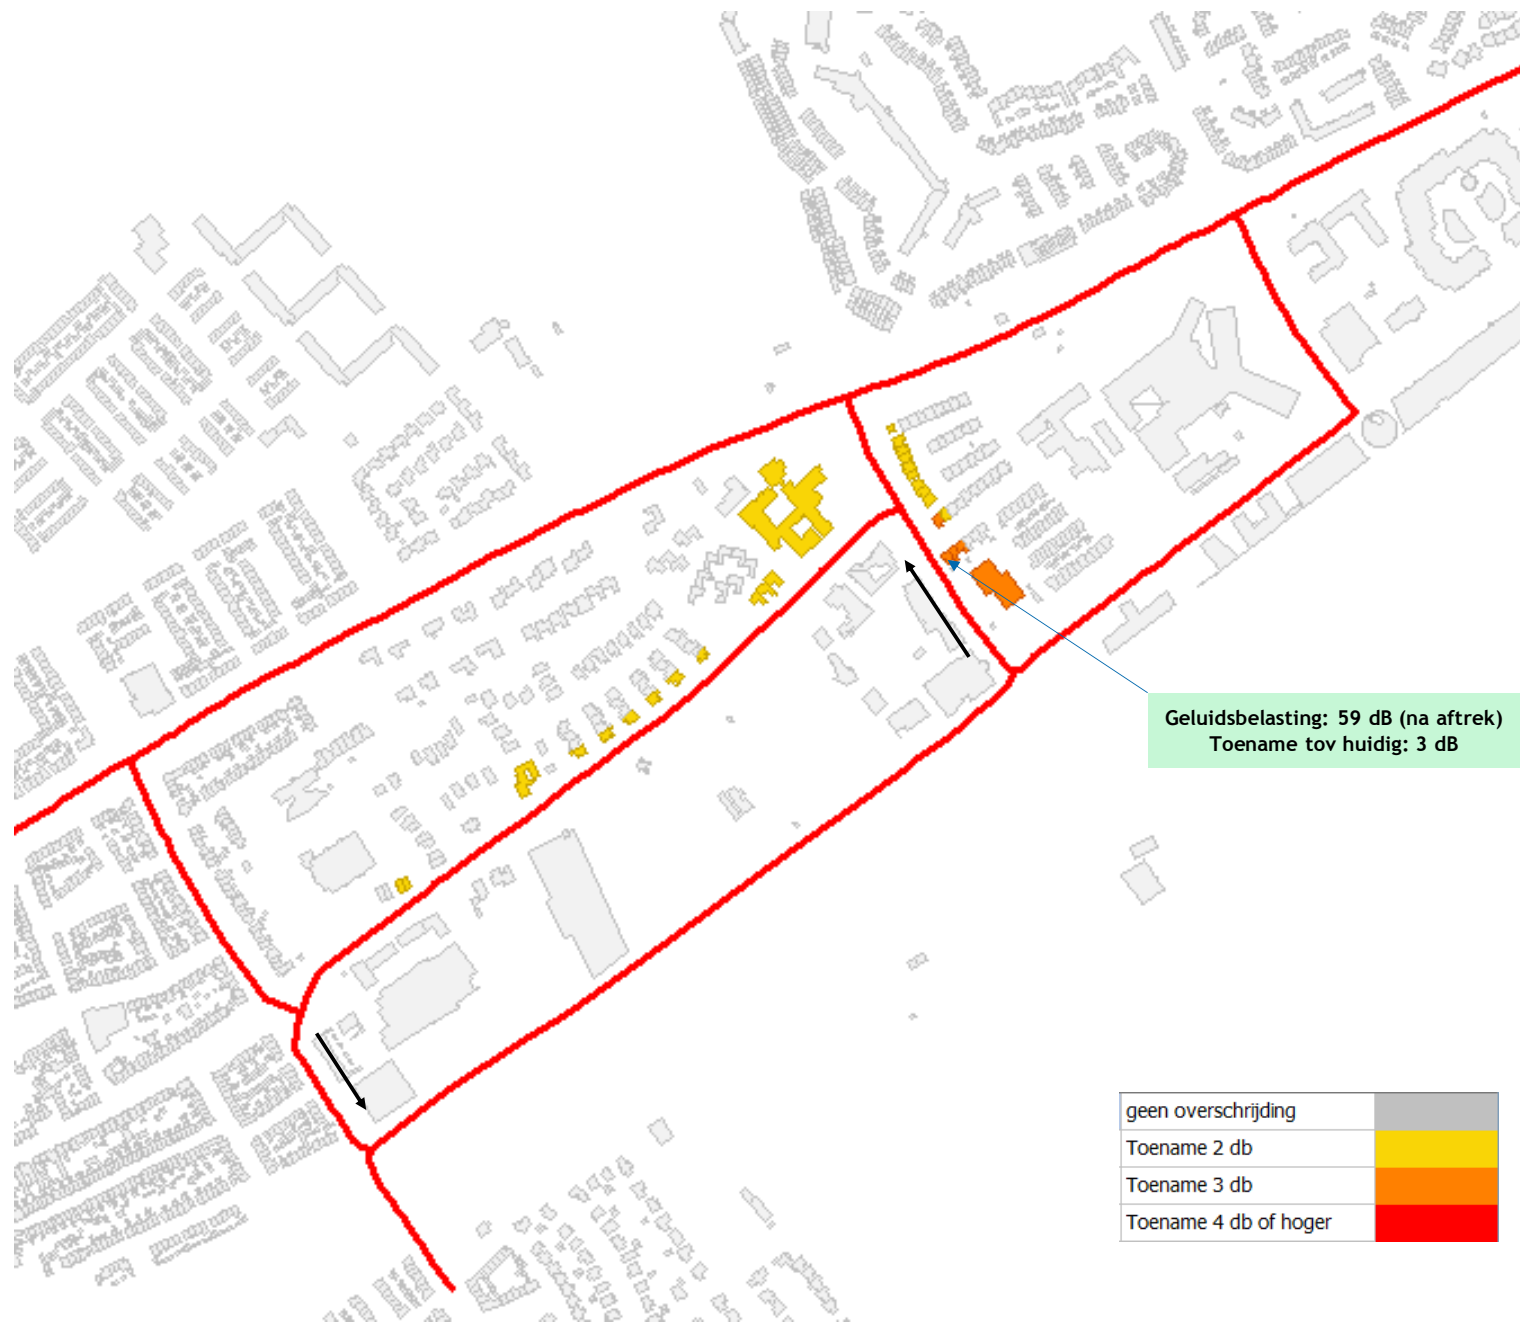 Geluidsbelasting: 59 dB (na aftrek)
Toename tov huidig: 3 dB
geen overschrijding
Toename 2 db
Toename 3 db
Toename 4 db of hoger